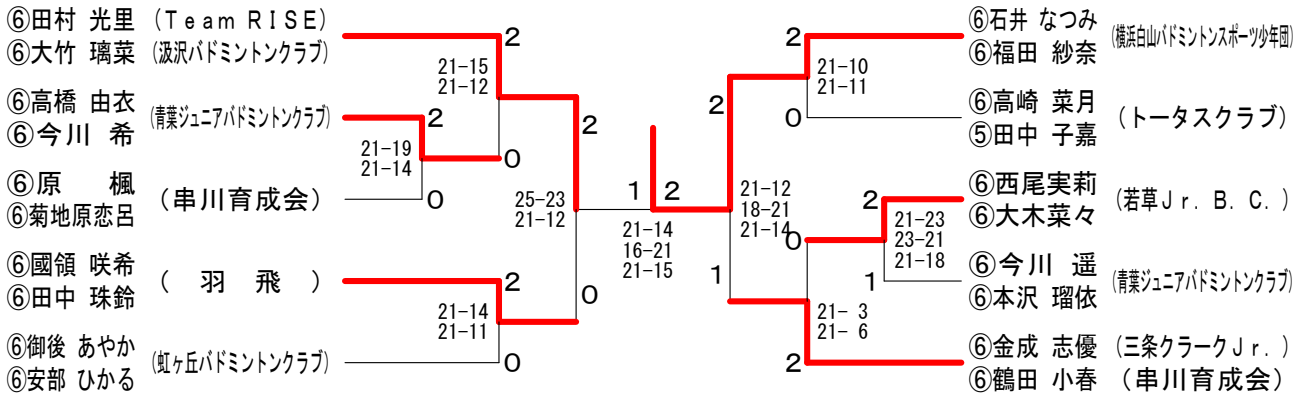 ⑥田村 光里 (Team RISE)
⑥大竹 璃菜 (汲沢バドミントンクラブ)
2
21-15
21-12
⑥高橋 由衣
⑥今川 希
(青葉ジュニアバドミントンクラブ)
2
21-19
21-14
0
⑥原 楓
⑥菊地原恋呂
(串川育成会)
0
2
25-23
21-12
⑥國領 咲希
⑥田中 珠鈴
(羽 飛)
2
0
21-14
21-11
⑥御後 あやか
⑥安部 ひかる
(虹ヶ丘バドミントンクラブ)
0
1
2
21-14
16-21
21-15
⑥石井 なつみ
⑥福田 紗奈
(横浜白山バドミントンスポーツ少年団)
2
21-10
21-11
2
⑥高崎 菜月
⑤田中 子嘉
(トータスクラブ)
0
21-12
18-21
21-14
⑥西尾実莉
⑥大木菜々
(若草Jr. B. C.)
2
21-23
23-21
21-18
0
⑥今川 遥
⑥本沢 瑠依
(青葉ジュニアバドミントンクラブ)
1
1
21- 3
21- 6
⑥金成 志優 (三条クラークJr.)
⑥鶴田 小春 (串川育成会)
2